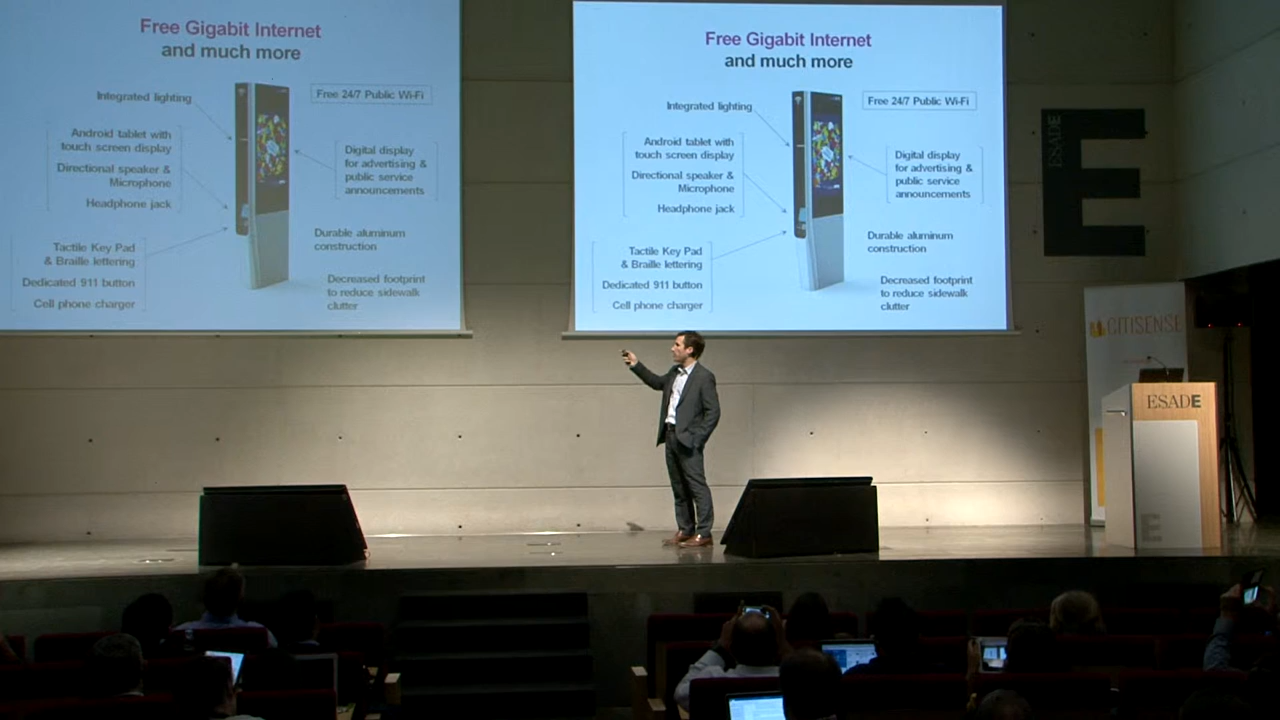 Free Gigabit Internet
and much more
Integrated lighting
Free 24/7 Public Wi-Fi
Android tablet with
touch screen display
Directional speaker &
Microphone
Headphone jack
Digital display
for advertising &
public service
announcements
Tactile Key Pad
& Braille lettering
Dedicated 911 button
Cell phone charger
Durable aluminum
construction
Decreased footprint
to reduce sidewalk
clutter
Free Gigabit Internet
and much more
Integrated lighting
Free 24/7 Public Wi-Fi
Android tablet with
touch screen display
Directional speaker &
Microphone
Headphone jack
Digital display
for advertising &
public service
announcements
Tactile Key Pad
& Braille lettering
Dedicated 911 button
Cell phone charger
Durable aluminum
construction
Decreased footprint
to reduce sidewalk
clutter
ESADE
E
CITISENSE
ESADE
E